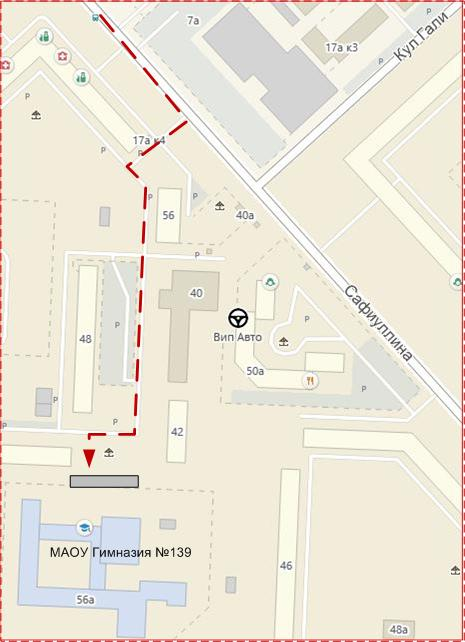 7а
17а к3
Кул Гали
17а к4
Р
Р
Р
Р
56
40а
Р
Р
40
Сафиуллина
Вип Авто
48
50а
Р
Р
Р
42
МАОУ Гимназия №139
46
56а
48а